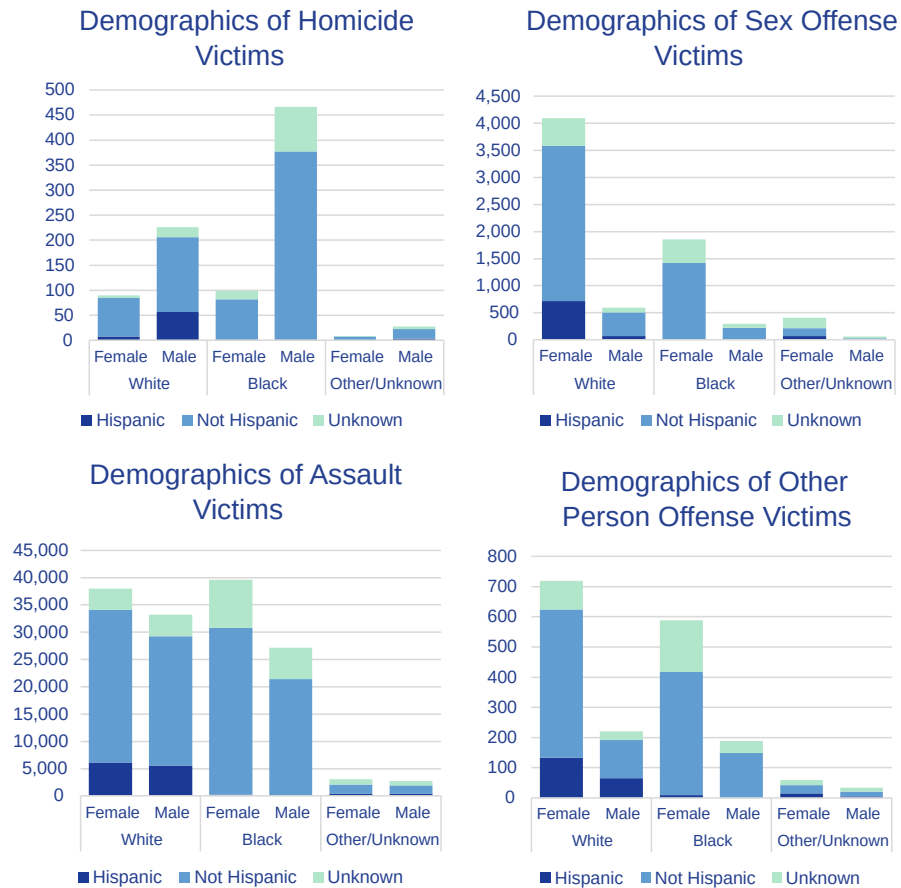 Demographics of Homicide
Victims
500
450
400
350
300
250
200
150
100
50
0
Female Male Female Male Female Male
White Black Other/Unknown
Hispanic Not Hispanic Unknown
Demographics of Sex Offense
Victims
4,500
4,000
3,500
3,000
2,500
2,000
1,500
1,000
500
0
Female Male Female Male Female Male
White Black Other/Unknown
Hispanic Not Hispanic Unknown
Demographics of Assault
Victims
45,000
40,000
35,000
30,000
25,000
20,000
15,000
10,000
5,000
0
Female Male Female Male Female Male
White Black Other/Unknown
Hispanic Not Hispanic Unknown
Demographics of Other
Person Offense Victims
800
700
600
500
400
300
200
100
0
Female Male Female Male Female Male
White Black Other/Unknown
Hispanic Not Hispanic Unknown